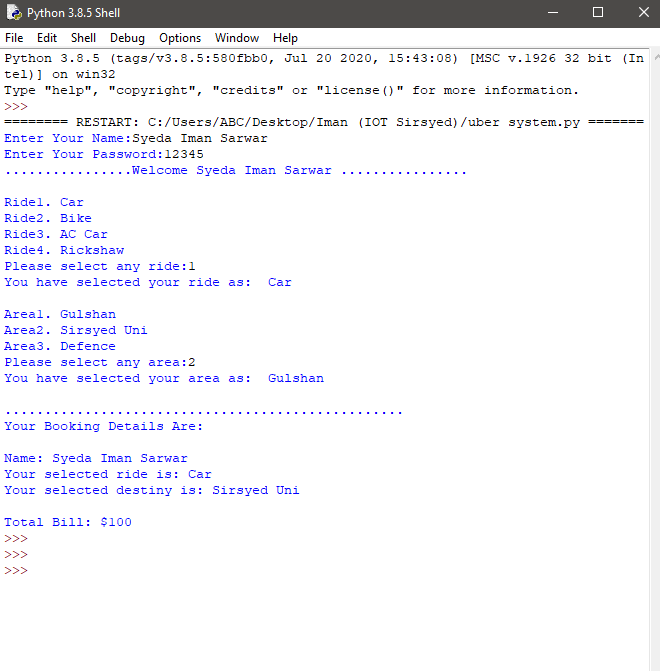 Python 3.8.5 Shell
File Edit Shell Debug Options Window Help
Python 3.8.5 (tags/v3.8.5:580fbb0, Jul 20 2020, 15:43:08) [MSC v.1926 32 bit (In
tel)] on win32
Type "help", "copyright", "credits" or "license()" for more information.
>>>
======== RESTART: C:/Users/ABC/Desktop/Iman (IOT Sirsyed)/uber system.py =======
Enter Your Name:Syeda Iman Sarwar
Enter Your Password:12345
................Welcome Syeda Iman Sarwar ................
Ride1. Car
Ride2. Bike
Ride3. AC Car
Ride4. Rickshaw
Please select any ride:1
You have selected your ride as:  Car
Area1. Gulshan
Area2. Sirsyed Uni
Area3. Defence
Please select any area:2
You have selected your area as:  Gulshan
..................................................
Your Booking Details Are:
Name: Syeda Iman Sarwar
Your selected ride is: Car
Your selected destiny is: Sirsyed Uni
Total Bill: $100
>>>
>>>
>>>